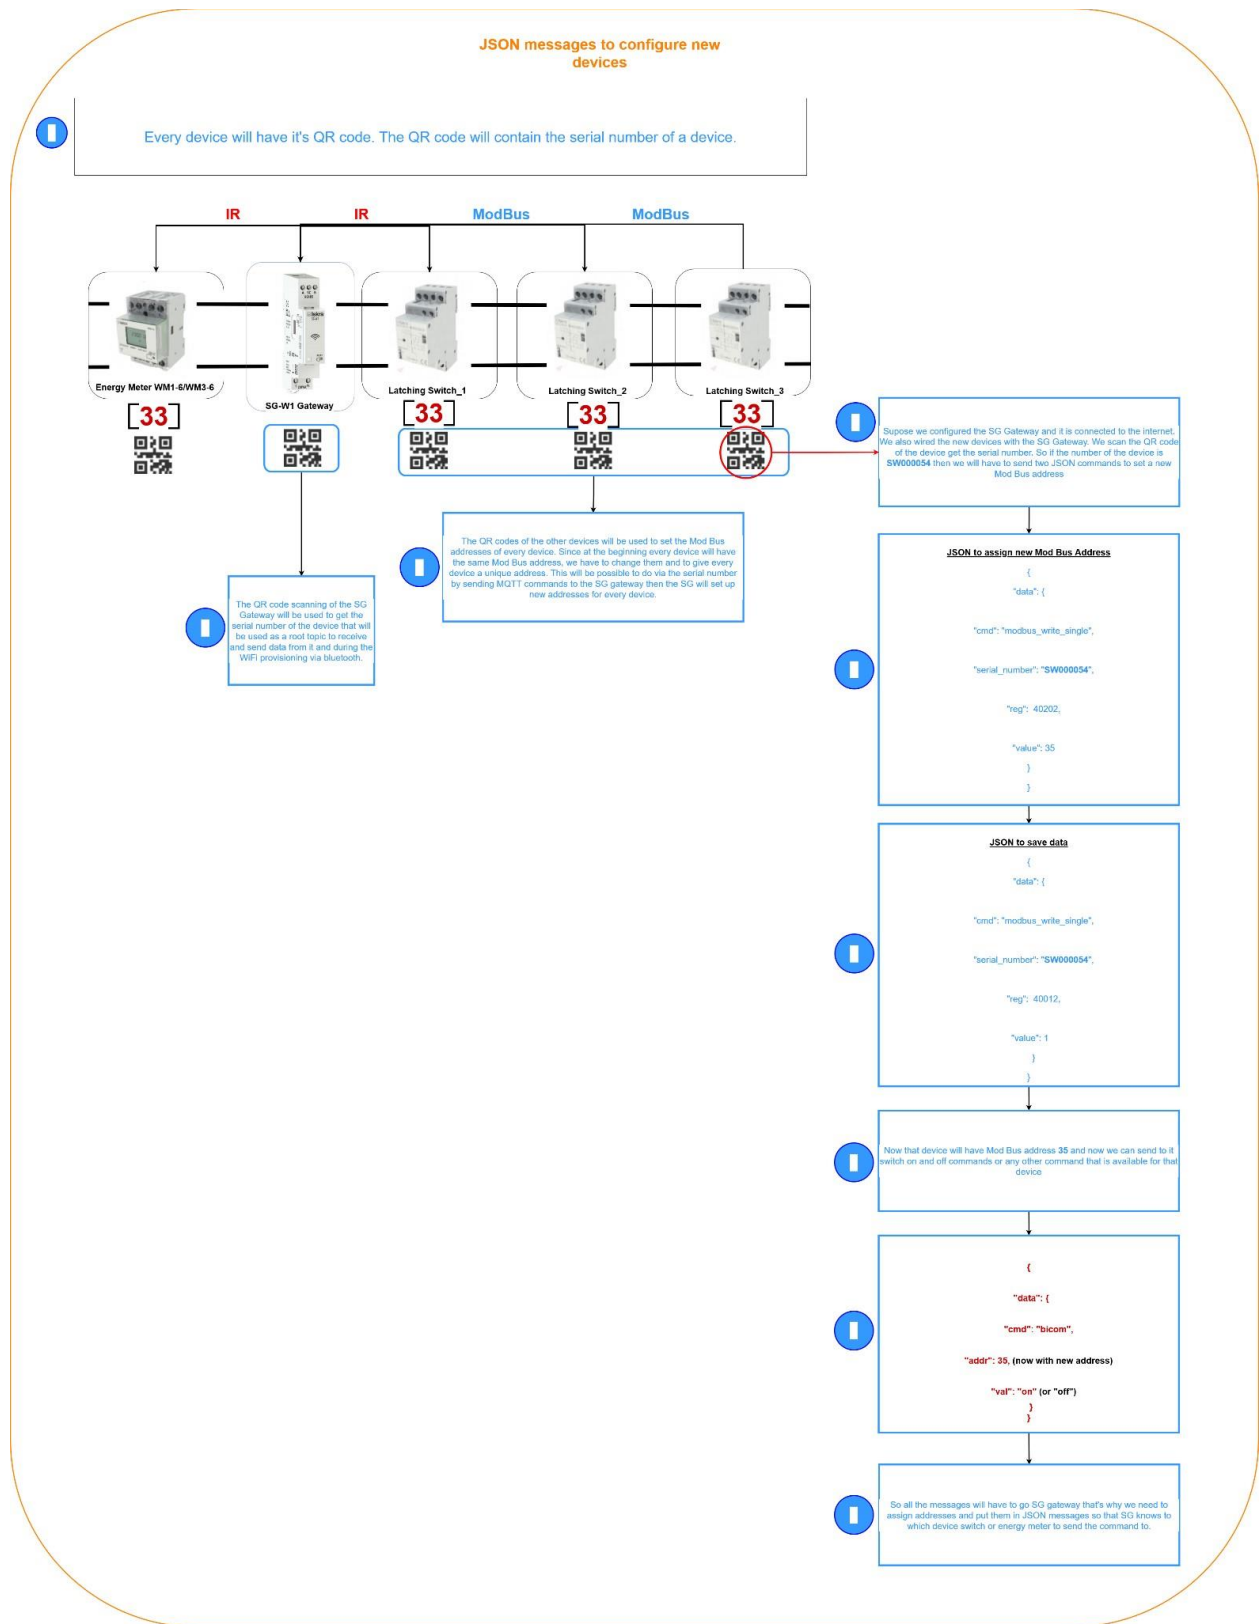 JSON messages to configure new
devices
Every device will have it's QR code. The QR code will contain the serial number of a device.
IR
IR
ModBus
ModBus
Energy Meter WM1-6/WM3-6
SG-W1 Gateway
Latching Switch_1
Latching Switch_2
Latching Switch_3
[33]
[33]
[33]
[33]
Supose we configured the SG Gateway and it is connected to the internet.
We also wired the new devices with the SG Gateway. We scan the QR code
of the device get the serial number. So if the number of the device is
SW000054 then we will have to send two JSON commands to set a new
Mod Bus address
The QR codes of the other devices will be used to set the Mod Bus
addresses of every device. Since at the beginning every device will have
the same Mod Bus address, we have to change them and to give every
device a unique address. This will be possible to do via the serial number
by sending MQTT commands to the SG gateway then the SG will set up
new addresses for every device.
The QR code scanning of the SG
Gateway will be used to get the
serial number of the device that will
be used as a root topic to receive
and send data from it and during the
WiFi provisioning via bluetooth.
JSON to assign new Mod Bus Address
{
"data": {
"cmd": "modbus_write_single",
"serial_number": "SW000054",
"reg": 40202,
"value": 35
}
}
JSON to save data
{
"data": {
"cmd": "modbus_write_single",
"serial_number": "SW000054",
"reg": 40012,
"value": 1
}
}
Now that device will have Mod Bus address 35 and now we can send to it
switch on and off commands or any other command that is available for that
device
{
"data": {
"cmd": "bicom",
"addr": 35, (now with new address)
"val": "on" (or "off")
}
}
So all the messages will have to go SG gateway that's why we need to
assign addresses and put them in JSON messages so that SG knows to
which device switch or energy meter to send the command to.